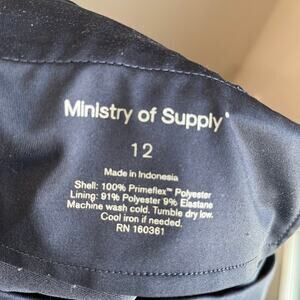 Ministry of Supply®
12
Made in Indonesia
Shell: 100% Primeflex™ Polyester
Lining: 91% Polyester 9% Elastane
Machine wash cold. Tumble dry low.
Cool iron if needed.
RN 160361